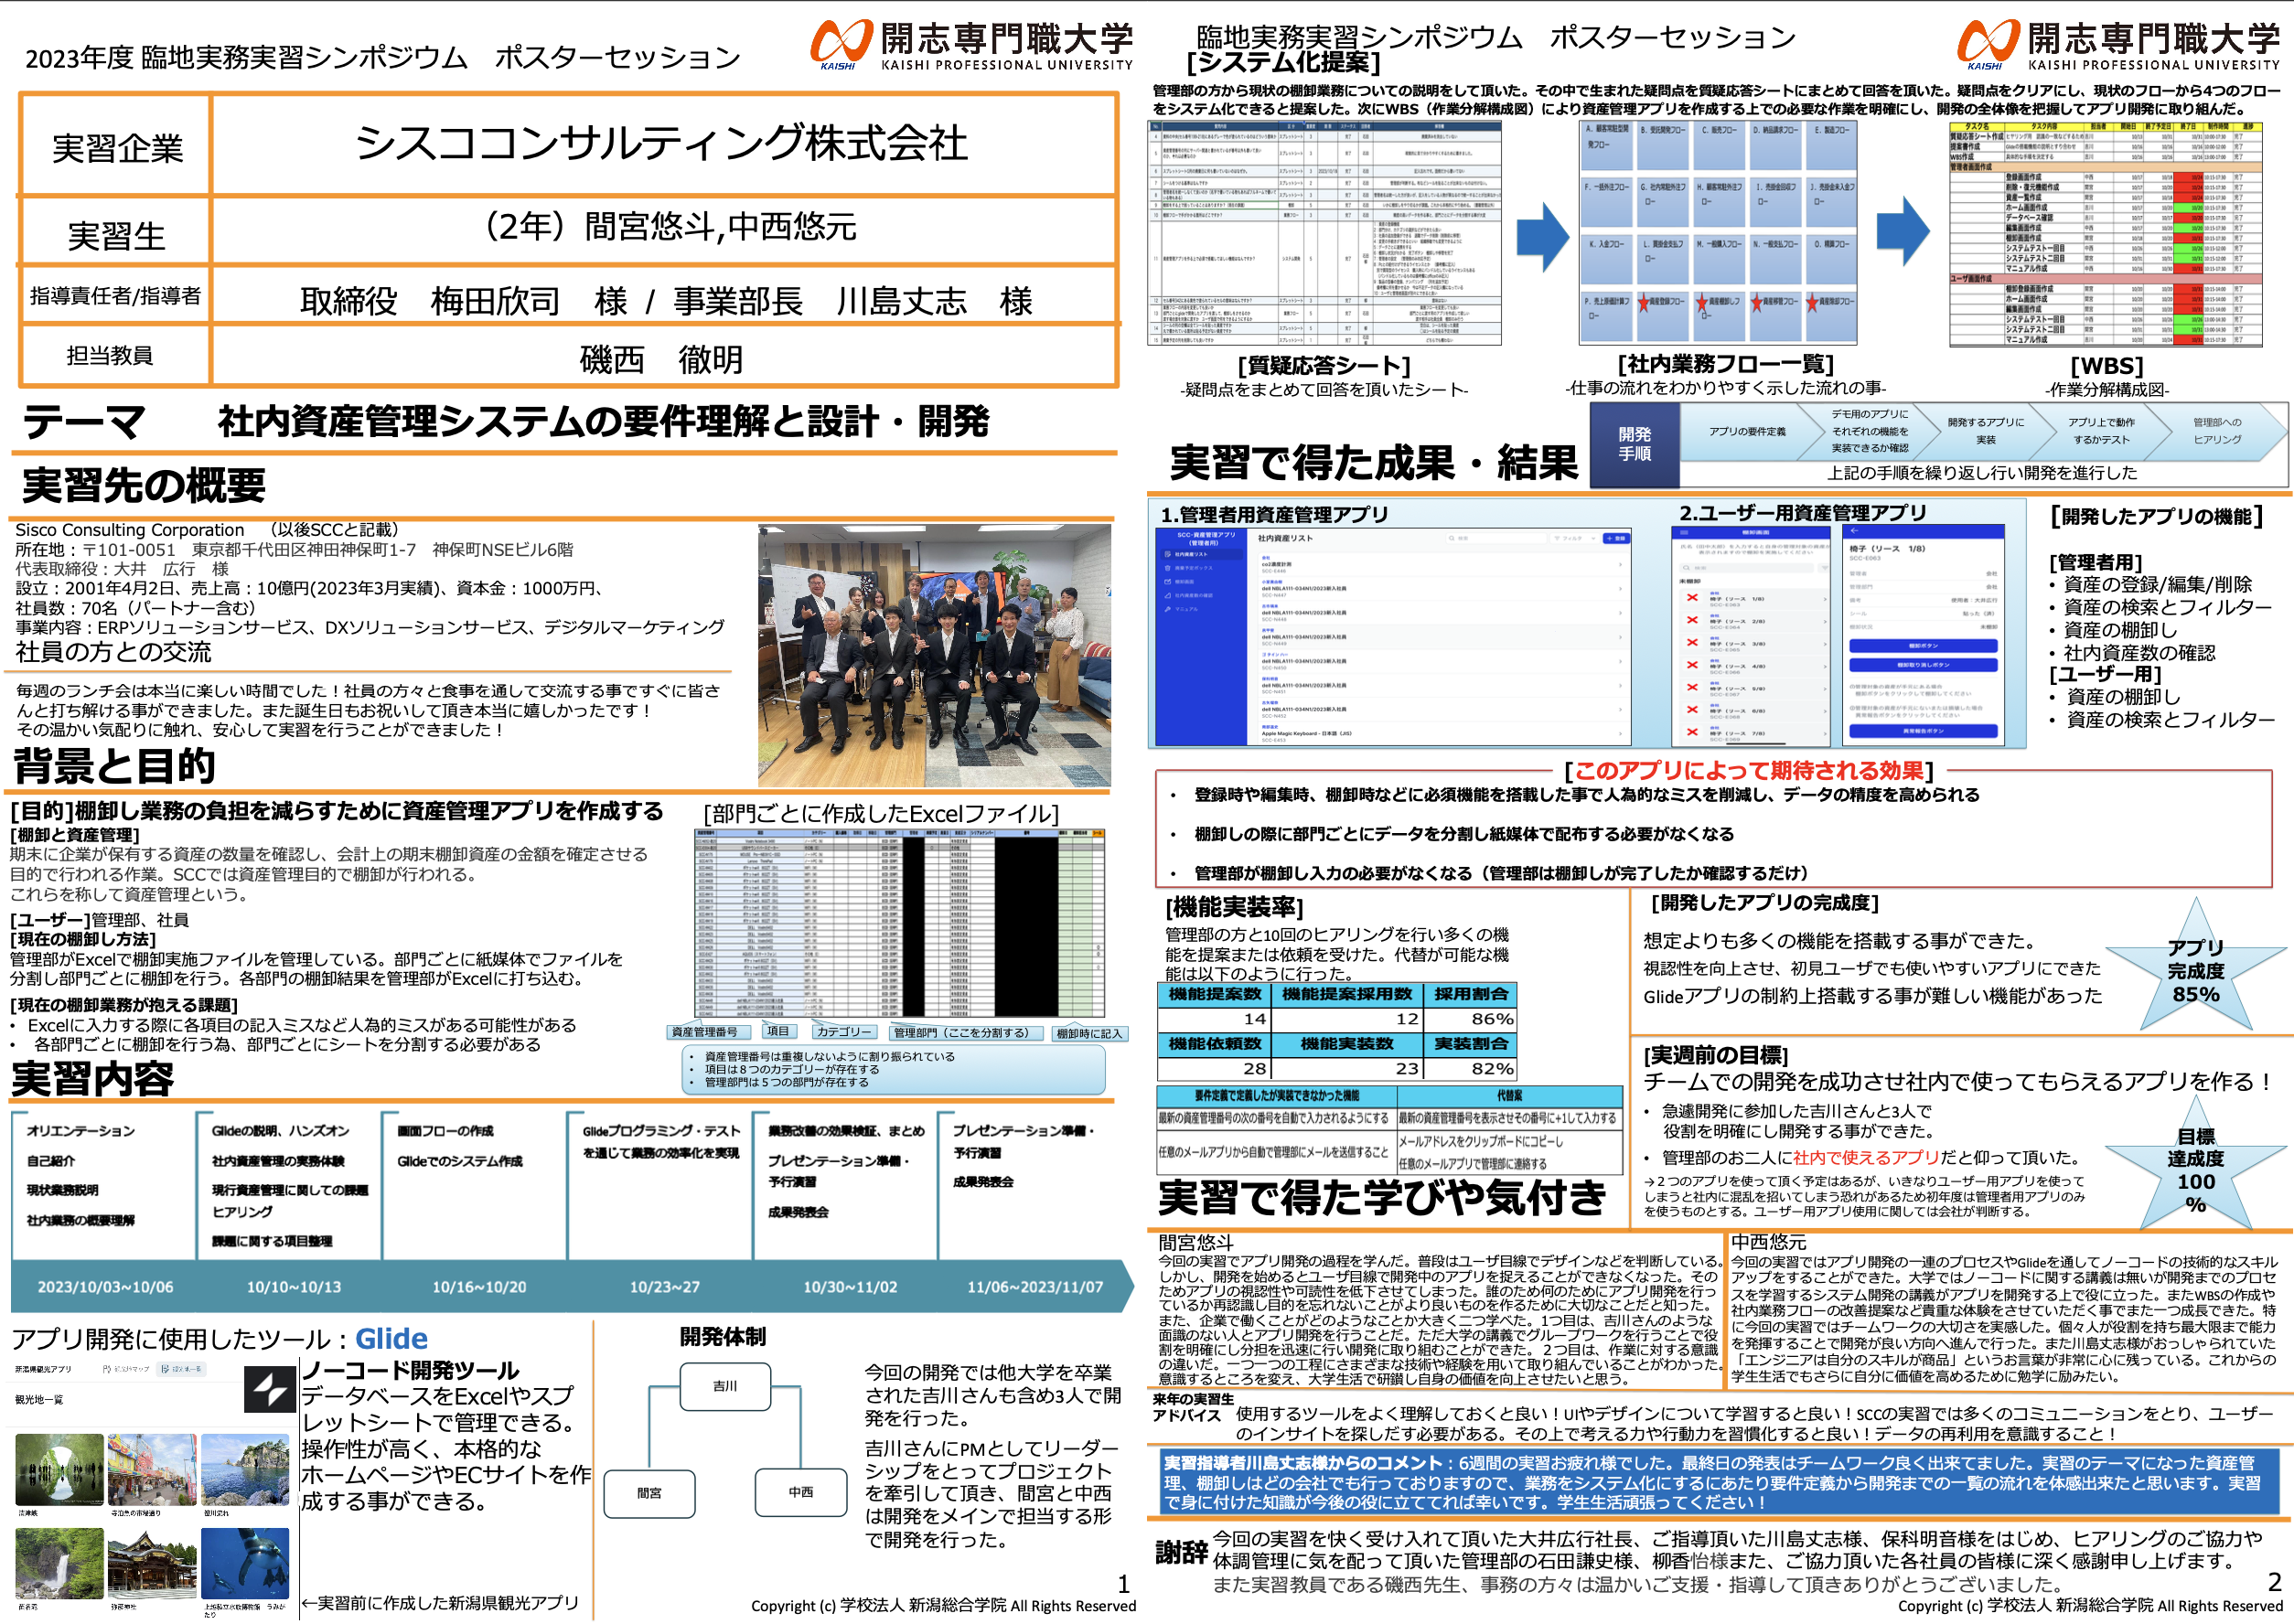 2023年度 臨地実務実習シンポジウム　ポスターセッション
開志専門職大学
KAISHI
KAISHI PROFESSIONAL UNIVERSITY
実習企業
シスココンサルティング株式会社
実習生
（2年）間宮悠斗,中西悠元
指導責任者/指導者
取締役　梅田欣司　様 / 事業部長　川島丈志　様
担当教員
磯西　徹明
テーマ　社内資産管理システムの要件理解と設計・開発
実習先の概要
Sisco Consulting Corporation　（以後SCCと記載）
所在地：〒101-0051　東京都千代田区神田神保町1-7　神保町NSEビル6階
代表取締役：大井　広行　様
設立：2001年4月2日、売上高：10億円(2023年3月実績)、資本金：1000万円、
社員数：70名（パートナー含む）
事業内容：ERPソリューションサービス、DXソリューションサービス、デジタルマーケティング
社員の方との交流
毎週のランチ会は本当に楽しい時間でした！社員の方々と食事を通して交流する事ですぐに皆さ
んと打ち解ける事ができました。また誕生日もお祝いして頂き本当に嬉しかったです！
その温かい気配りに触れ、安心して実習を行うことができました！
背景と目的
[目的]棚卸し業務の負担を減らすために資産管理アプリを作成する
[棚卸と資産管理]
期末に企業が保有する資産の数量を確認し、会計上の期末棚卸資産の金額を確定させる
目的で行われる作業。SCCでは資産管理目的で棚卸が行われる。
これらを称して資産管理という。
[ユーザー]管理部、社員
[現在の棚卸し方法]
管理部がExcelで棚卸実施ファイルを管理している。部門ごとに紙媒体でファイルを
分割し部門ごとに棚卸を行う。各部門の棚卸結果を管理部がExcelに打ち込む。
[現在の棚卸業務が抱える課題]
• Excelに入力する際に各項目の記入ミスなど人為的ミスがある可能性がある
• 各部門ごとに棚卸を行う為、部門ごとにシートを分割する必要がある
[部門ごとに作成したExcelファイル]
資産管理番号
項目
カテゴリー
管理部門（ここを分割する）
棚卸時に記入
• 資産管理番号は重複しないように割り振られている
• 項目は８つのカテゴリーが存在する
• 管理部門は５つの部門が存在する
実習内容
オリエンテーション
自己紹介
現状業務説明
社内業務の概要理解
2023/10/03~10/06
Glideの説明、ハンズオン
社内資産管理の実務体験
現行資産管理に関しての課題
ヒアリング
課題に関する項目整理
10/10~10/13
画面フローの作成
Glideでのシステム作成
10/16~10/20
Glideプログラミング・テスト
を通して業務の効率化を実現
10/23~27
業務改善の効果検証、まとめ
プレゼンテーション準備・
予行演習
成果発表会
10/30~11/02
プレゼンテーション準備・
予行演習
成果発表会
11/06~2023/11/07
アプリ開発に使用したツール：Glide
新潟県観光アプリ
観光地一覧
ノーコード開発ツール
データベースをExcelやスプ
レットシートで管理できる。
操作性が高く、本格的な
ホームページやECサイトを作
成する事ができる。
←実習前に作成した新潟県観光アプリ
開発体制
吉川
間宮
中西
今回の開発では他大学を卒業
された吉川さんも含め3人で開
発を行った。
吉川さんにPMとしてリーダー
シップをとってプロジェクト
を牽引して頂き、間宮と中西
は開発をメインで担当する形
で開発を行った。
1
Copyright (c) 学校法人 新潟総合学院 All Rights Reserved
臨地実務実習シンポジウム　ポスターセッション
開志専門職大学
KAISHI
KAISHI PROFESSIONAL UNIVERSITY
[システム化提案]
管理部の方から現状の棚卸業務についての説明をして頂いた。その中で生まれた疑問点を質疑応答シートにまとめて回答を頂いた。疑問点をクリアにし、現状のフローから4つのフロー
をシステム化できると提案した。次にWBS（作業分解構成図）により資産管理アプリを作成する上での必要な作業を明確にし、開発の全体像を把握してアプリ開発に取り組んだ。
[質疑応答シート]
-疑問点をまとめて回答を頂いたシート-
[社内業務フロー一覧]
-仕事の流れをわかりやすく示した流れの事-
[WBS]
-作業分解構成図-
実習で得た成果・結果
開発
手順
アプリの要件定義
デモ用のアプリに
それぞれの機能を
実装できるか確認
開発するアプリに
実装
アプリ上で動作
するかテスト
管理部への
ヒアリング
上記の手順を繰り返し行い開発を進行した
1.管理者用資産管理アプリ
SCC-資産管理アプリ
(管理者用)
社内資産リスト
2.ユーザー用資産管理アプリ
椅子（リース　1/8）
[開発したアプリの機能]
[管理者用]
• 資産の登録/編集/削除
• 資産の検索とフィルター
• 資産の棚卸し
• 社内資産数の確認
[ユーザー用]
• 資産の棚卸し
• 資産の検索とフィルター
[このアプリによって期待される効果]
• 登録時や編集時、棚卸時などに必須機能を搭載した事で人為的なミスを削減し、データの精度を高められる
• 棚卸しの際に部門ごとにデータを分割し紙媒体で配布する必要がなくなる
• 管理部が棚卸し入力の必要がなくなる（管理部は棚卸しが完了したか確認するだけ）
[機能実装率]
管理部の方と10回のヒアリングを行い多くの機
能を提案または依頼を受けた。代替が可能な機
能は以下のように行った。
機能提案数 機能提案採用数 採用割合
14 12 86%
機能依頼数 機能実装数 実装割合
28 23 82%
要件定義で定義したが実装できなかった機能 代替案
最新の資産管理番号の次の番号を自動で入力されるようにする 最新の資産管理番号を表示させその番号に+1して入力する
任意のメールアプリから自動で管理部にメールを送信すること メールアドレスをクリップボードにコピーし
任意のメールアプリで管理部に連絡する
[開発したアプリの完成度]
想定よりも多くの機能を搭載する事ができた。
視認性を向上させ、初見ユーザでも使いやすいアプリにできた
Glideアプリの制約上搭載する事が難しい機能があった
アプリ
完成度
85%
[実週前の目標]
チームでの開発を成功させ社内で使ってもらえるアプリを作る！
• 急遽開発に参加した吉川さんと3人で
役割を明確にし開発する事ができた。
• 管理部のお二人に社内で使えるアプリだと仰って頂いた。
→２つのアプリを使って頂く予定はあるが、いきなりユーザー用アプリを使って
しまうと社内に混乱を招いてしまう恐れがあるため初年度は管理者用アプリのみ
を使うものとする。ユーザー用アプリ使用に関しては会社が判断する。
目標
達成度
100
%
実習で得た学びや気付き
間宮悠斗
今回の実習でアプリ開発の過程を学んだ。普段はユーザ目線でデザインなどを判断している。
しかし、開発を始めるとユーザ目線で開発中のアプリを捉えることができなくなった。その
ためアプリの視認性や可読性を低下させてしまった。誰のため何のためにアプリ開発を行っ
ているか再認識し目的を忘れないことがより良いものを作るために大切なことだと知った。
また、企業で働くことがどのようなことか大きく二つ学べた。1つ目は、吉川さんのような
面識のない人とアプリ開発を行うことだ。ただ大学の講義でグループワークを行うことで役
割を明確にし分担を迅速に行い開発に取り組むことができた。2つ目は、作業に対する意識
の違いだ。一つ一つの工程にさまざまな技術や経験を用いて取り組んでいることがわかった。
意識するところを変え、大学生活で研鑽し自身の価値を向上させたいと思う。
中西悠元
今回の実習ではアプリ開発の一連のプロセスやGlideを通してノーコードの技術的なスキル
アップをすることができた。大学ではノーコードに関する講義は無いが開発までのプロセ
スを学習するシステム開発の講義がアプリを開発する上で役に立った。またWBSの作成や
社内業務フローの改善提案など貴重な体験をさせていただく事でまた一つ成長できた。特
に今回の実習ではチームワークの大切さを実感した。個々人が役割を持ち最大限まで能力
を発揮することで開発が良い方向へ進んで行った。また川島丈志様がおっしゃられていた
「エンジニアは自分のスキルが商品」というお言葉が非常に心に残っている。これからの
学生生活でもさらに自分に価値を高めるために勉学に励みたい。
来年の実習生
アドバイス
使用するツールをよく理解しておくと良い！UIやデザインについて学習すると良い！SCCの実習では多くのコミュニーションをとり、ユーザー
のインサイトを探しだす必要がある。その上で考える力や行動力を習慣化すると良い！データの再利用を意識すること！
実習指導者川島丈志様からのコメント：6週間の実習お疲れ様でした。最終日の発表はチームワーク良く出来てました。実習のテーマになった資産管
理、棚卸しはどの会社でも行っておりますので、業務をシステム化にするにあたり要件定義から開発までの一覧の流れを体感出来たと思います。実習
で身に付けた知識が今後の役に立ててれば幸いです。学生生活頑張ってください！
謝辞
今回の実習を快く受け入れて頂いた大井広行社長、ご指導頂いた川島丈志様、保科明音様をはじめ、ヒアリングのご協力や
体調管理に気を配って頂いた管理部の石田謙史様、柳香怡様また、ご協力頂いた各社員の皆様に深く感謝申し上げます。
また実習教員である磯西先生、事務の方々は温かいご支援・指導して頂きありがとうございました。
2
Copyright (c) 学校法人 新潟総合学院 All Rights Reserved